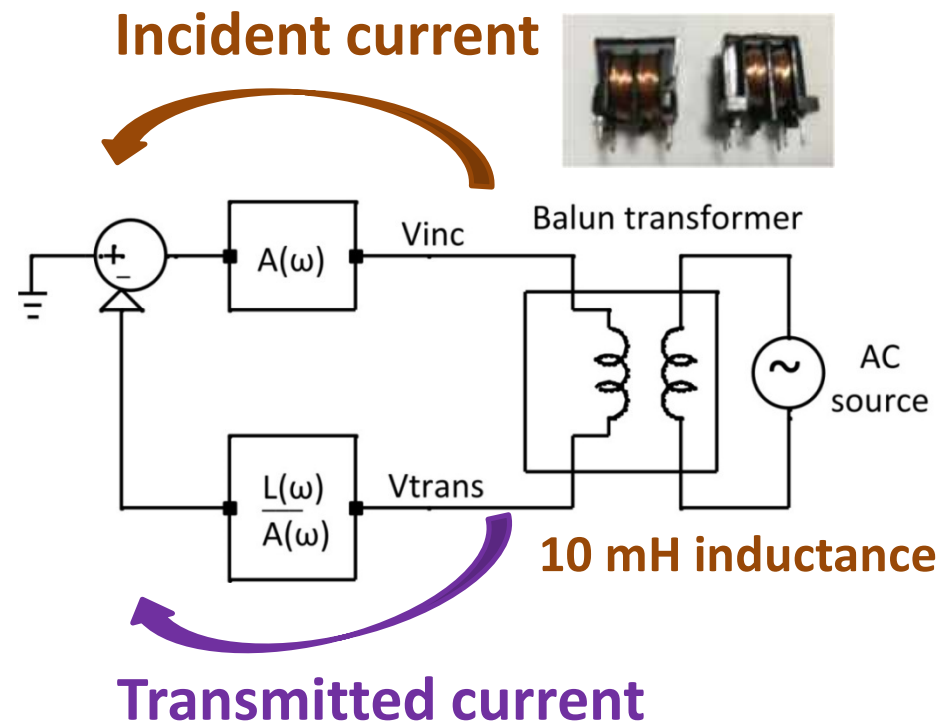 Incident current
Balun transformer
Vinc
A(ω)
+
−
~
AC
source
L(ω)
A(ω)
Vtrans
10 mH inductance
Transmitted current